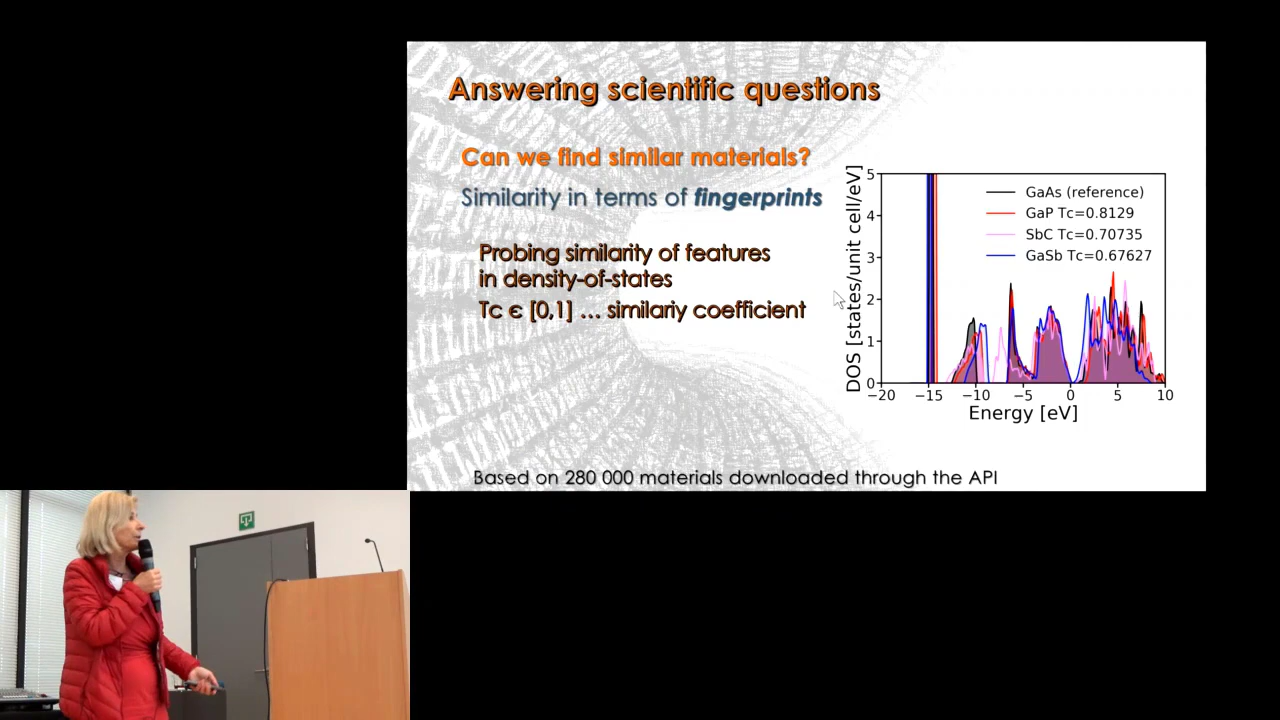 Answering scientific questions
Can we find similar materials?
Similarity in terms of fingerprints
Probing similarity of features
in density-of-states
Tc ϵ [0,1] ... similariy coefficient
DOS [states/unit cell/eV]
5
4
3
2
1
0
GaAs (reference)
GaP Tc=0.8129
SbC Tc=0.70735
GaSb Tc=0.67627
−20 −15 −10 −5 0 5 10
Energy [eV]
Based on 280 000 materials downloaded through the API